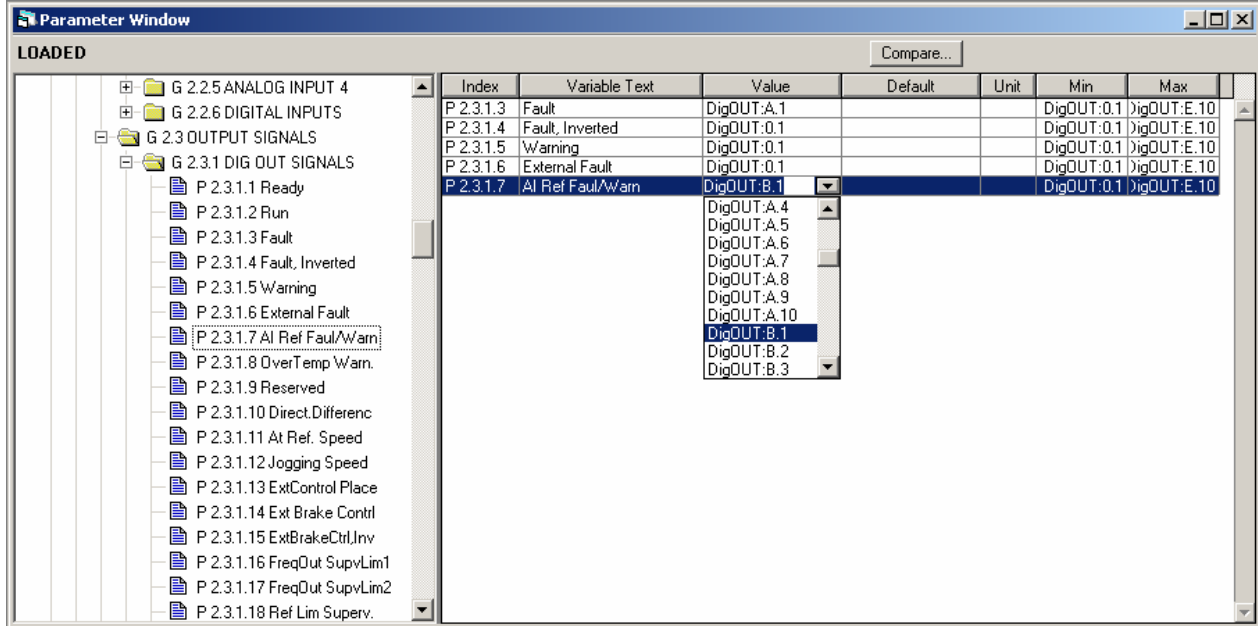 Parameter Window
LOADED
Compare...
G 2.2.5 ANALOG INPUT 4
G 2.2.6 DIGITAL INPUTS
G 2.3 OUTPUT SIGNALS
G 2.3.1 DIG OUT SIGNALS
P 2.3.1.1 Ready
P 2.3.1.2 Run
P 2.3.1.3 Fault
P 2.3.1.4 Fault, Inverted
P 2.3.1.5 Warning
P 2.3.1.6 External Fault
P 2.3.1.7 AI Ref Faul/Warn
P 2.3.1.8 OverTemp Warn.
P 2.3.1.9 Reserved
P 2.3.1.10 Direct.Differenc
P 2.3.1.11 At Ref. Speed
P 2.3.1.12 Jogging Speed
P 2.3.1.13 ExtControl Place
P 2.3.1.14 Ext Brake Contrl
P 2.3.1.15 ExtBrakeCtrl,Inv
P 2.3.1.16 FreqOut SupvLim1
P 2.3.1.17 FreqOut SupvLim2
P 2.3.1.18 Ref Lim Superv.
Index Variable Text Value Default Unit Min Max
P 2.3.1.3 Fault DigOUT:A.1 DigOUT:0.1 DigOUT:E.10
P 2.3.1.4 Fault, Inverted DigOUT:0.1 DigOUT:0.1 DigOUT:E.10
P 2.3.1.5 Warning DigOUT:0.1 DigOUT:0.1 DigOUT:E.10
P 2.3.1.6 External Fault DigOUT:0.1 DigOUT:0.1 DigOUT:E.10
P 2.3.1.7 AI Ref Faul/Warn DigOUT:B.1 DigOUT:0.1 DigOUT:E.10
DigOUT:A.4
DigOUT:A.5
DigOUT:A.6
DigOUT:A.7
DigOUT:A.8
DigOUT:A.9
DigOUT:A.10
DigOUT:B.1
DigOUT:B.2
DigOUT:B.3